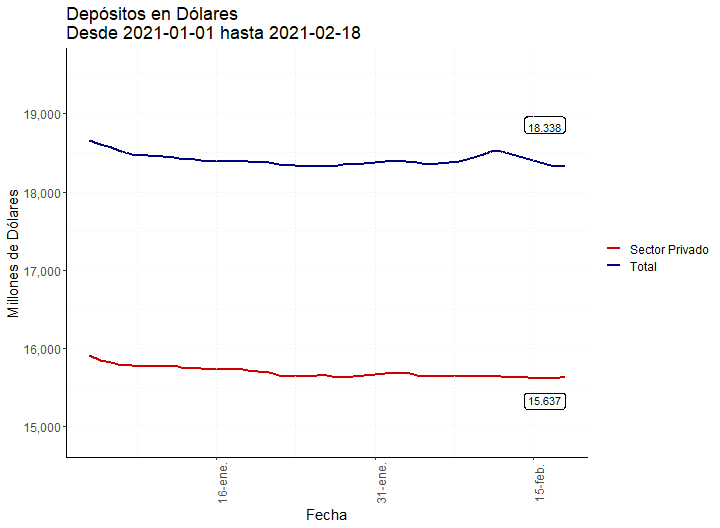 Depósitos en Dólares
Desde 2021-01-01 hasta 2021-02-18
Millones de Dólares
19,000
18,000
17,000
16,000
15,000
18.338
15.637
16-ene.
31-ene.
15-feb.
Fecha
Sector Privado
Total